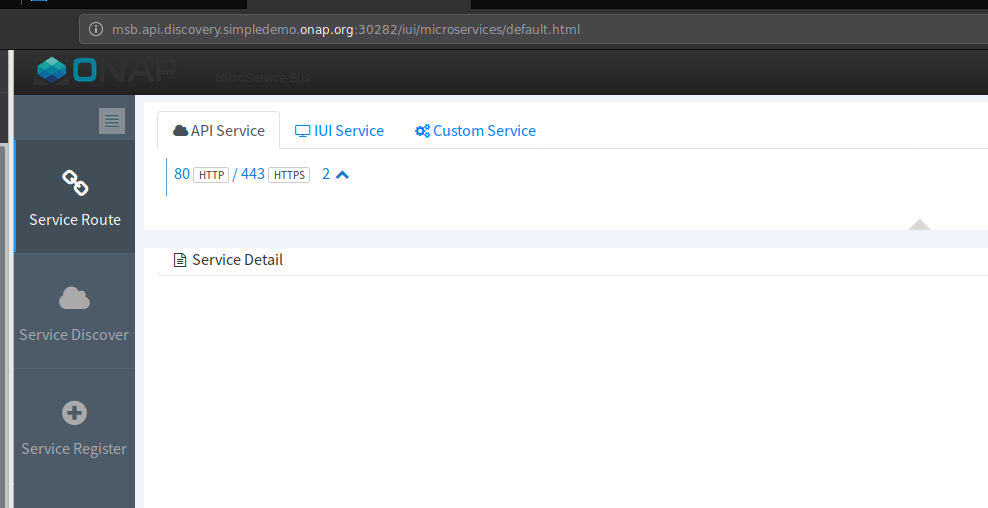 msb.api.discovery.simpledemo.onap.org:30282/iui/microservices/default.html
ONAP MicroService Bus
API Service IUI Service Custom Service
80 HTTP / 443 HTTPS 2
Service Route
Service Detail
Service Discover
Service Register